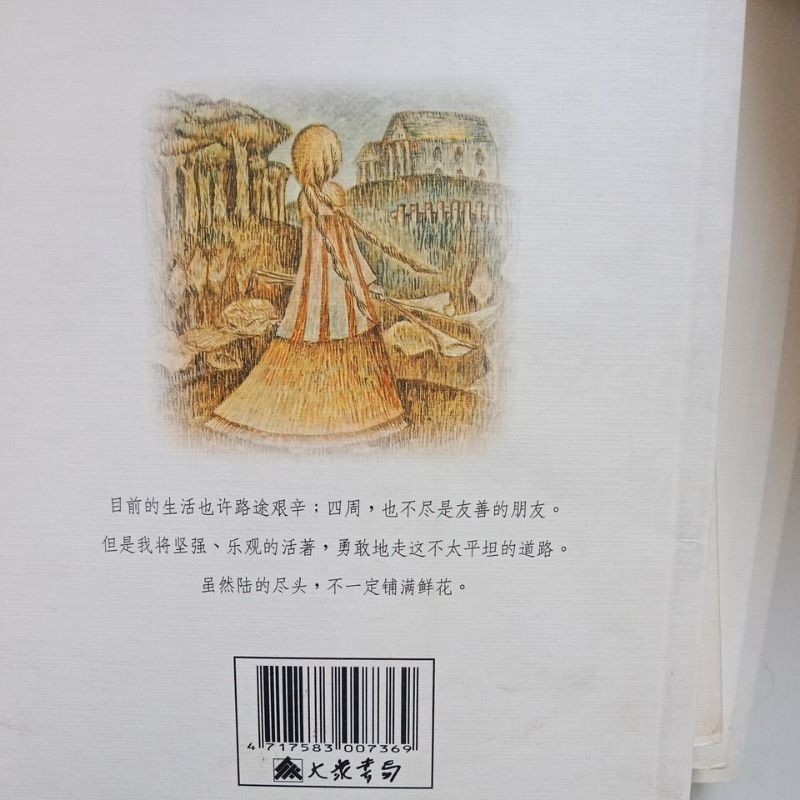 目前的生活也许路途艰辛；四周，也不尽是友善的朋友。
但是我将坚强、乐观的活著，勇敢地走这不太平坦的道路。
虽然陆的尽头，不一定铺满鲜花。
4 717583 007369
大众书局